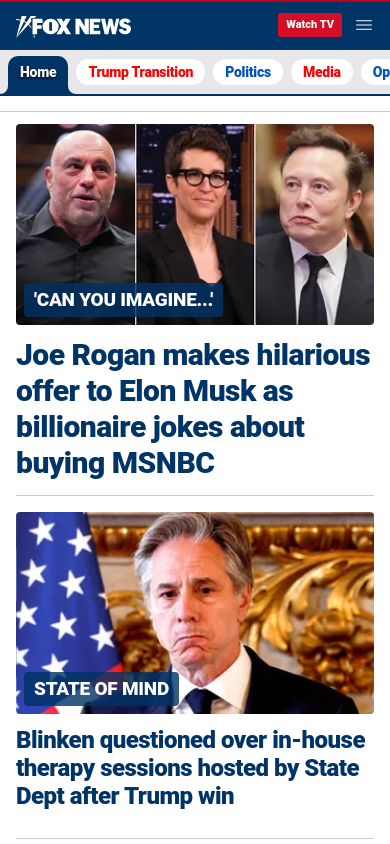 FOX NEWS
Watch TV
Home
Trump Transition
Politics
Media
Op
'CAN YOU IMAGINE...'
Joe Rogan makes hilarious
offer to Elon Musk as
billionaire jokes about
buying MSNBC
STATE OF MIND
Blinken questioned over in-house
therapy sessions hosted by State
Dept after Trump win